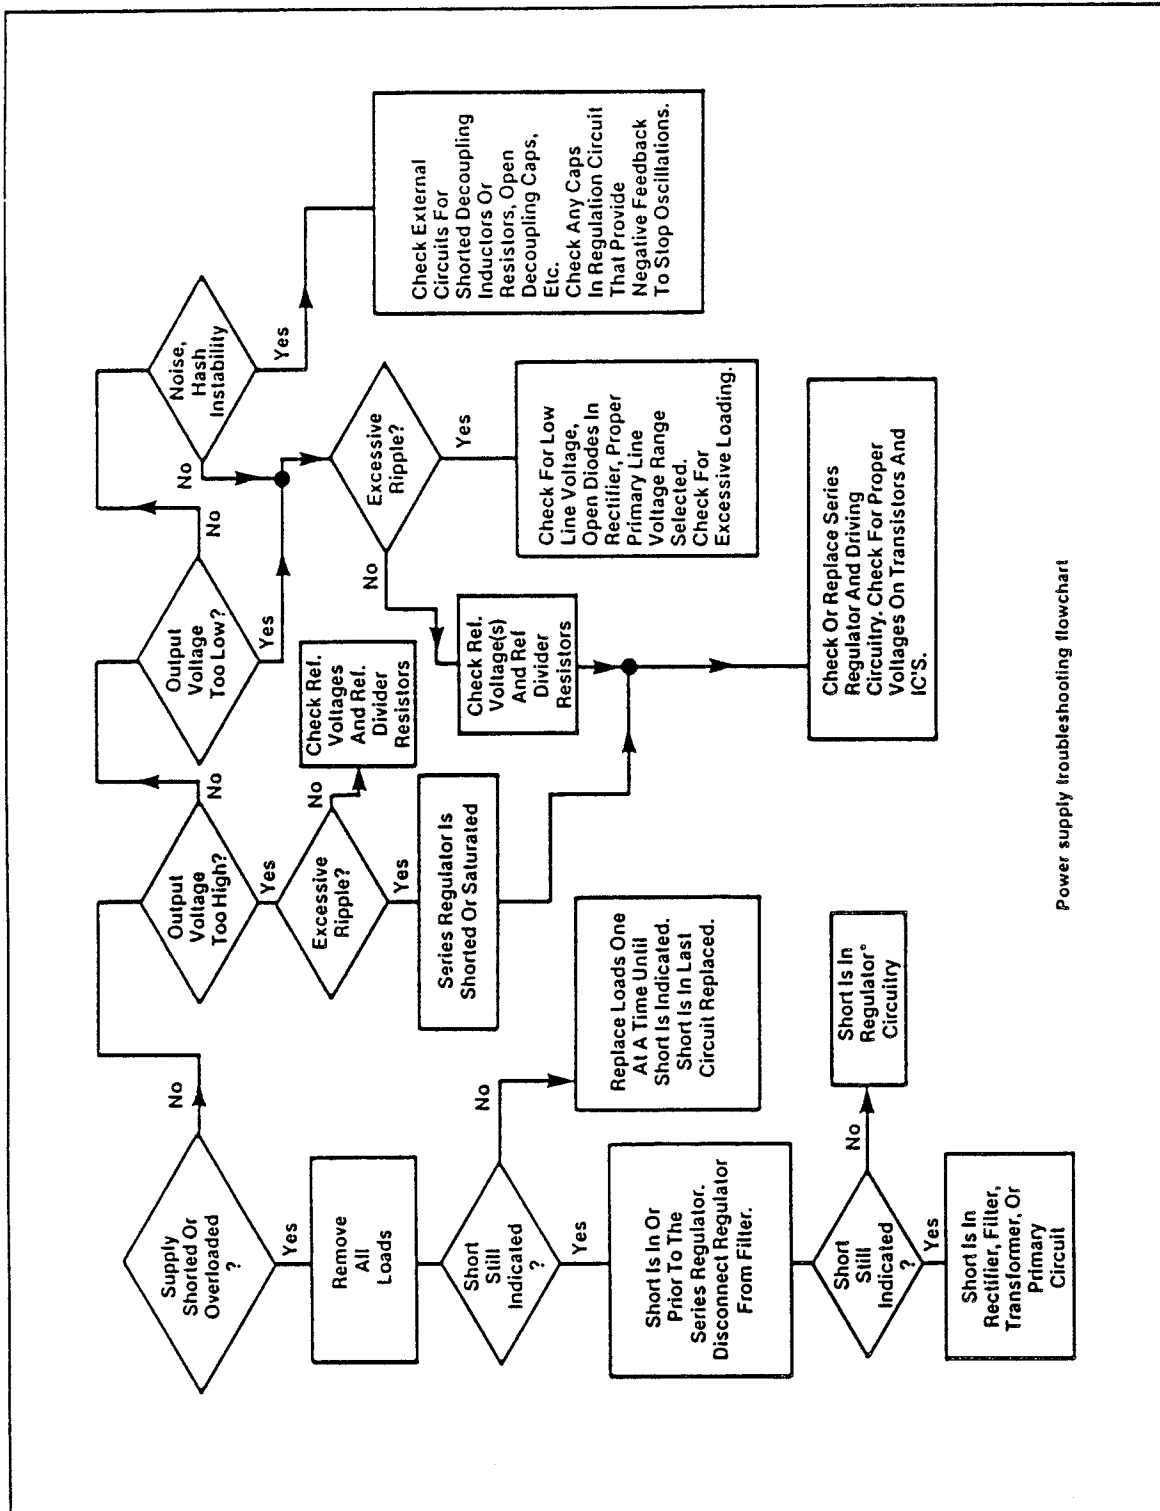 Supply
Shorted Or
Overloaded
?
No
Yes
Remove
All
Loads
Short
Still
Indicated
?
No
Yes
Replace Loads One
At A Time Until
Short Is Indicated.
Short Is In Last
Circuit Replaced.
Short Is In Or
Prior To The
Series Regulator.
Disconnect Regulator
From Filter.
Short
Still
Indicated
?
No
Yes
Short Is In
Regulator
Circuitry
Short Is In
Rectifier, Filter,
Transformer, Or
Primary
Circuit
Output
Voltage
Too High?
No
Yes
Excessive
Ripple?
No
Yes
Check Ref.
Voltages
And Ref.
Divider
Resistors
Series Regulator Is
Shorted Or Saturated
Output
Voltage
Too Low?
No
Yes
Noise,
Hash
Instability
No
Yes
Excessive
Ripple?
No
Yes
Check Ref.
Voltage(s)
And Ref
Divider
Resistors
Check For Low
Line Voltage,
Open Diodes In
Rectifier, Proper
Primary Line
Voltage Range
Selected.
Check For
Excessive Loading.
Check External
Circuits For
Shorted Decoupling
Inductors Or
Resistors, Open
Decoupling Caps,
Etc.
Check Any Caps
In Regulation Circuit
That Provide
Negative Feedback
To Stop Oscillations.
Check Or Replace Series
Regulator And Driving
Circuitry. Check For Proper
Voltages On Transistors And
IC'S.
Power supply troubleshooting flowchart